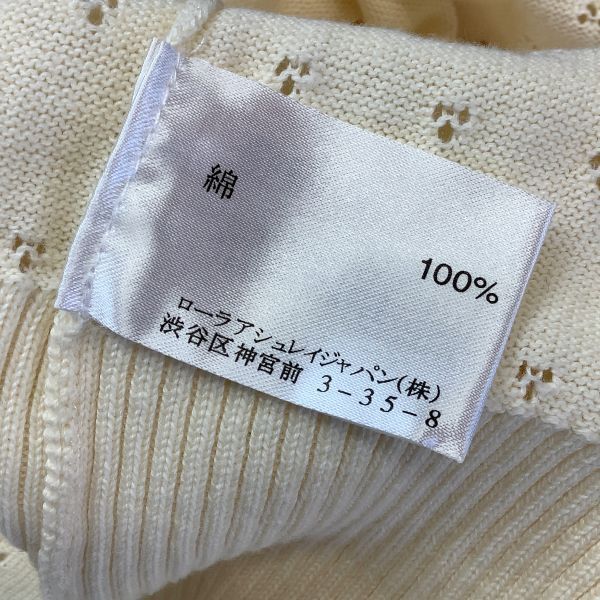 綿 100%
ローラアシュレイジャパン(株)
渋谷区神宮前 3-35-8